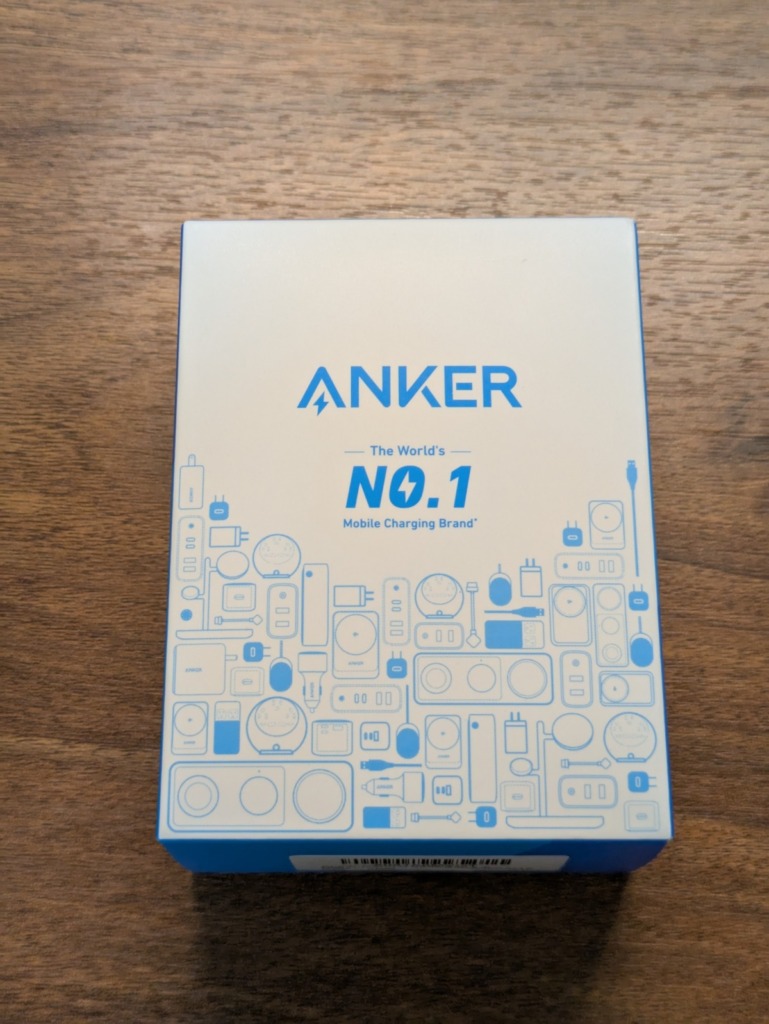 ANKER
The World's
NO.1
Mobile Charging Brand*